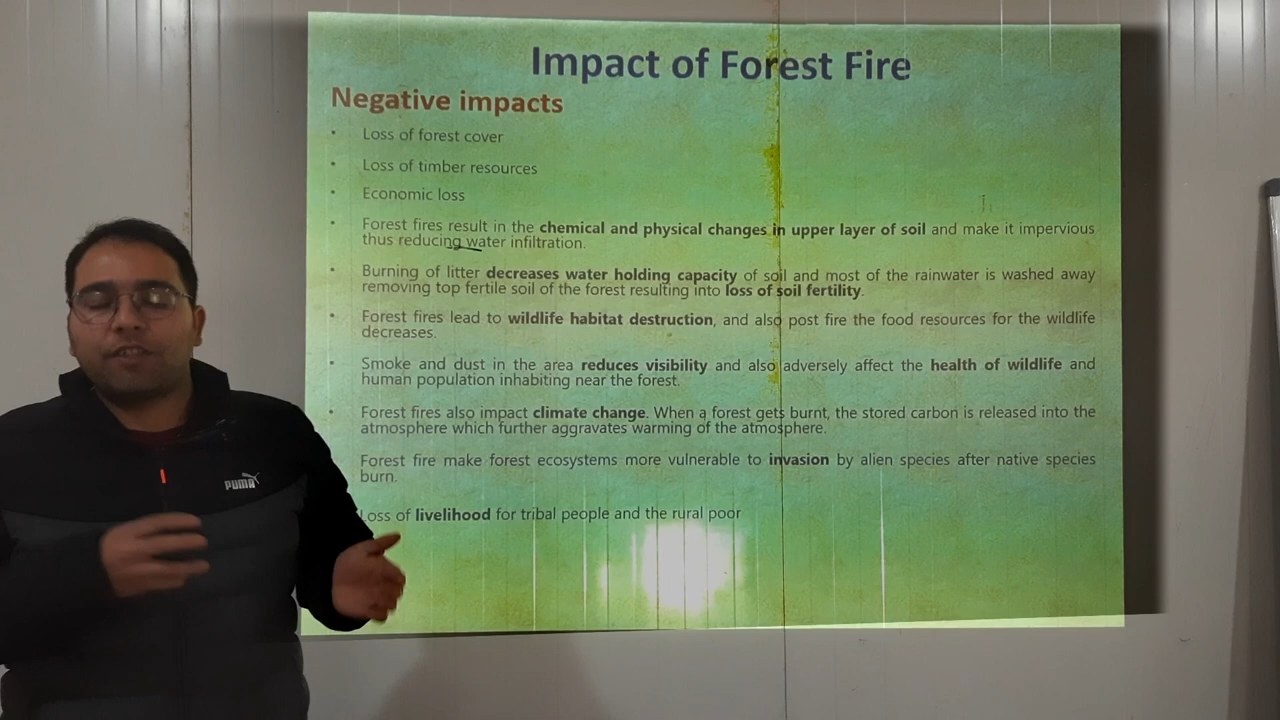 Impact of Forest Fire
Negative impacts
• Loss of forest cover
• Loss of timber resources
• Economic loss
• Forest fires result in the chemical and physical changes in upper layer of soil and make it impervious
thus reducing water infiltration.
• Burning of litter decreases water holding capacity of soil and most of the rainwater is washed away
removing top fertile soil of the forest resulting into loss of soil fertility.
• Forest fires lead to wildlife habitat destruction, and also post fire the food resources for the wildlife
decreases.
• Smoke and dust in the area reduces visibility and also adversely affect the health of wildlife and
human population inhabiting near the forest.
• Forest fires also impact climate change. When a forest gets burnt, the stored carbon is released into the
atmosphere which further aggravates warming of the atmosphere.
Forest fire make forest ecosystems more vulnerable to invasion by alien species after native species
burn.
Loss of livelihood for tribal people and the rural poor
PUMA